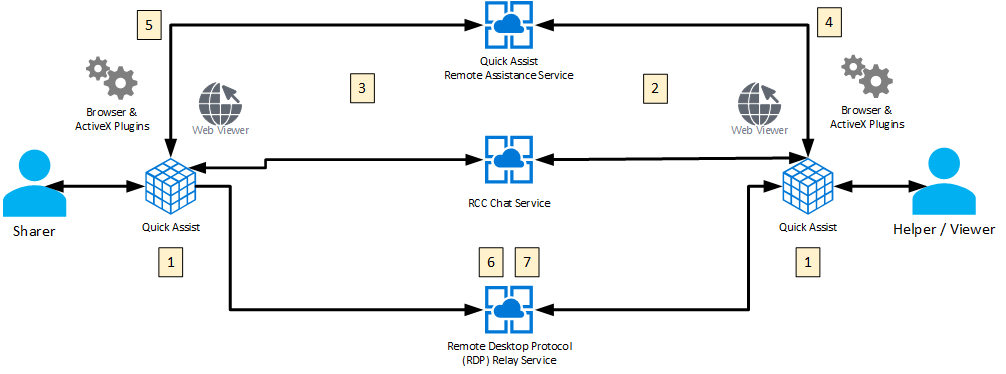 5
4
Quick Assist
Remote Assistance Service
3
2
Browser &
ActiveX Plugins
Web Viewer
Web Viewer
Browser &
ActiveX Plugins
Sharer
Quick Assist
RCC Chat Service
Quick Assist
Helper / Viewer
1
6
7
1
Remote Desktop Protocol
(RDP) Relay Service